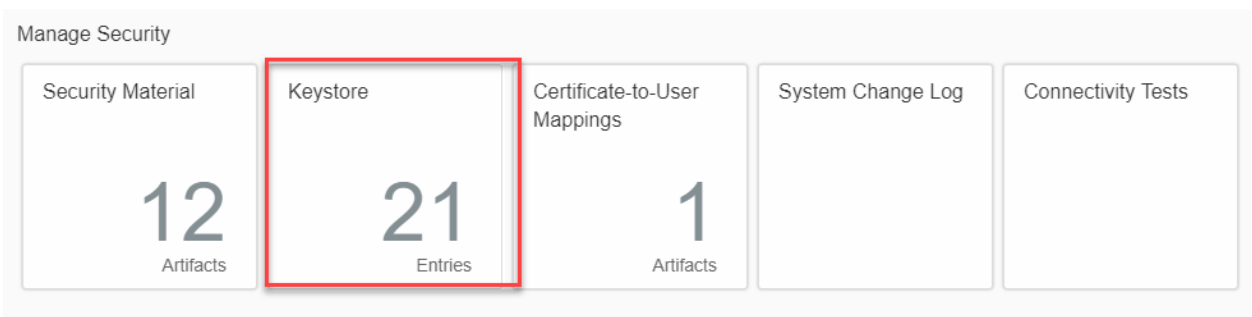 Manage Security
Security Material
12
Artifacts
Keystore
21
Entries
Certificate-to-User
Mappings
1
Artifacts
System Change Log
Connectivity Tests